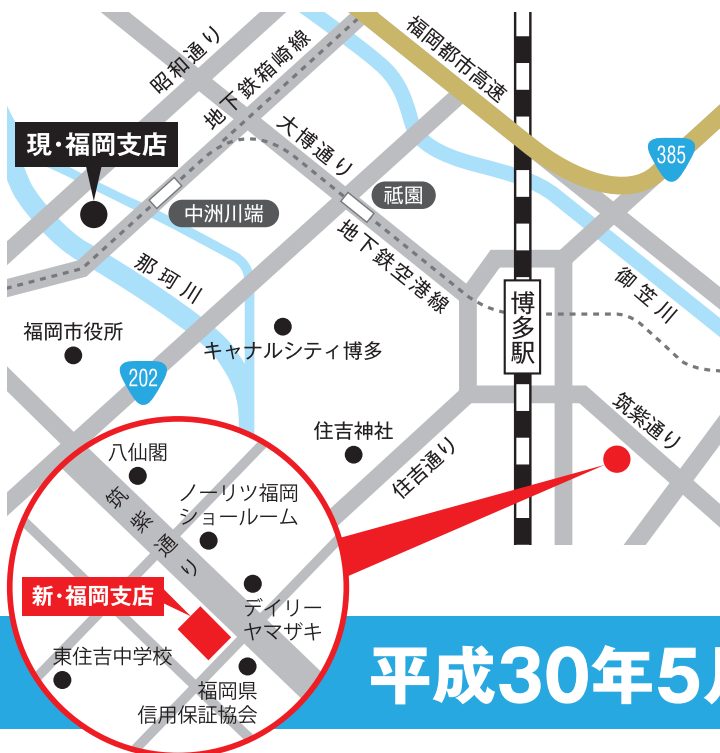 昭和通り
地下鉄箱崎線
福岡都市高速
現・福岡支店
大博通り
385
中洲川端
祇園
地下鉄空港線
那珂川
御笠川
博多駅
福岡市役所
キャナルシティ博多
202
筑紫通り
住吉神社
住吉通り
八仙閣
ノーリツ福岡
ショールーム
筑紫通り
新・福岡支店
デイリー
ヤマザキ
東住吉中学校
福岡県
信用保証協会
平成30年5月